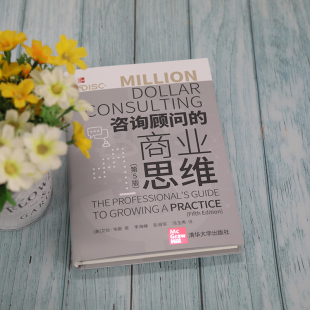 DISC
MILLION
DOLLAR
CONSULTING
咨询顾问的
商业
思维
(第5版)
THE PROFESSIONAL'S GUIDE
TO GROWING A PRACTICE
(Fifth Edition)
Mc
Graw
Hill
清华大学出版社